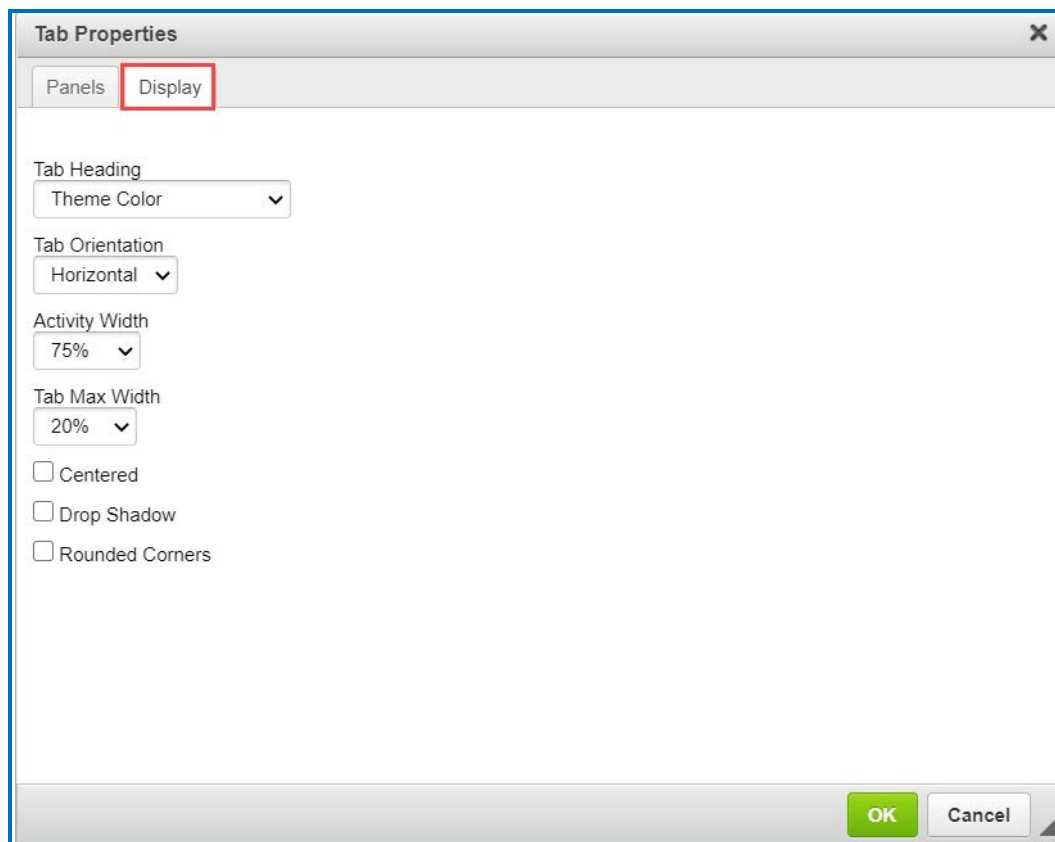 Tab Properties
Panels Display
Tab Heading
Theme Color
Tab Orientation
Horizontal
Activity Width
75%
Tab Max Width
20%
Centered
Drop Shadow
Rounded Corners
OK Cancel